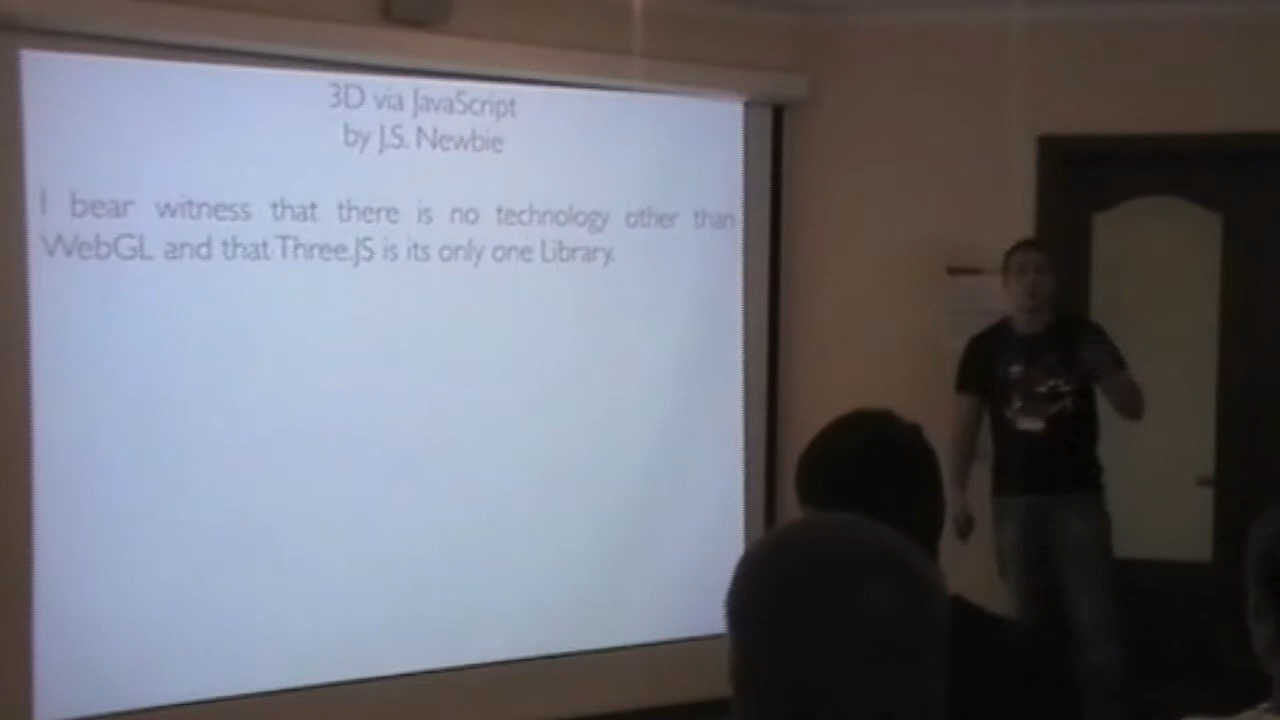 3D via JavaScript
by J.S. Newbie
I bear witness that there is no technology other than
WebGL and that Three.JS is its only one Library.